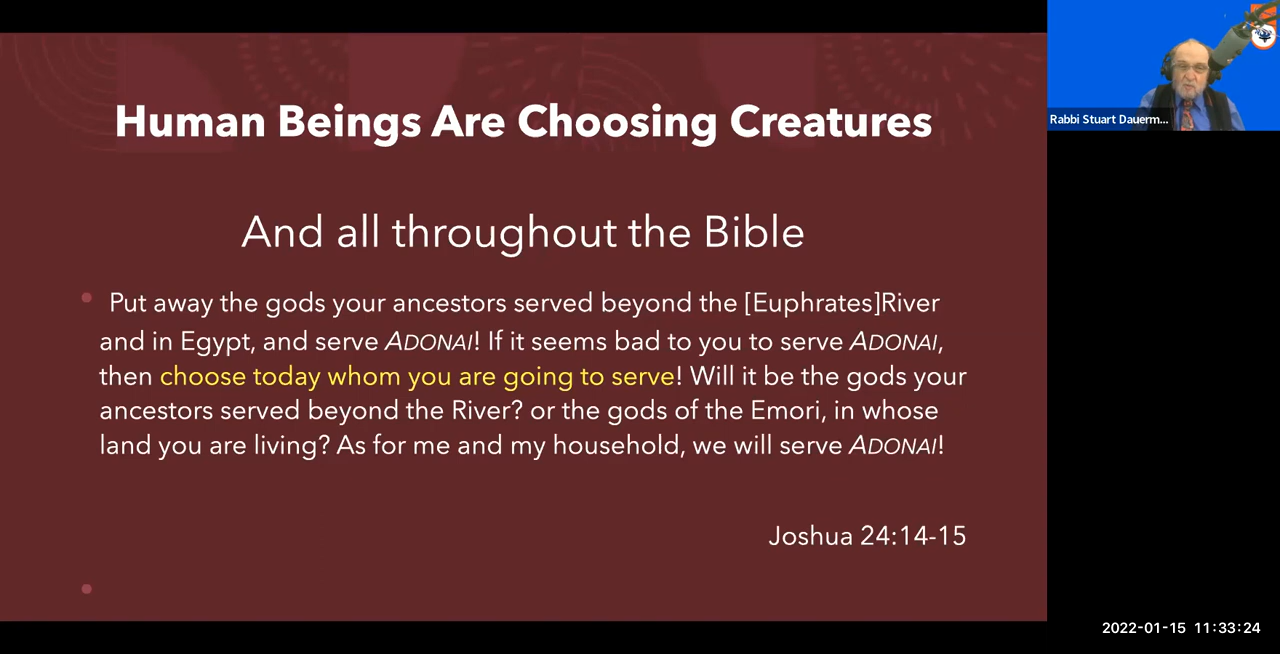 Human Beings Are Choosing Creatures
And all throughout the Bible
Put away the gods your ancestors served beyond the [Euphrates]River
and in Egypt, and serve ADONAI! If it seems bad to you to serve ADONAI,
then choose today whom you are going to serve! Will it be the gods your
ancestors served beyond the River? or the gods of the Emori, in whose
land you are living? As for me and my household, we will serve ADONAI!
Joshua 24:14-15
Rabbi Stuart Dauerm...
2022-01-15 11:33:24